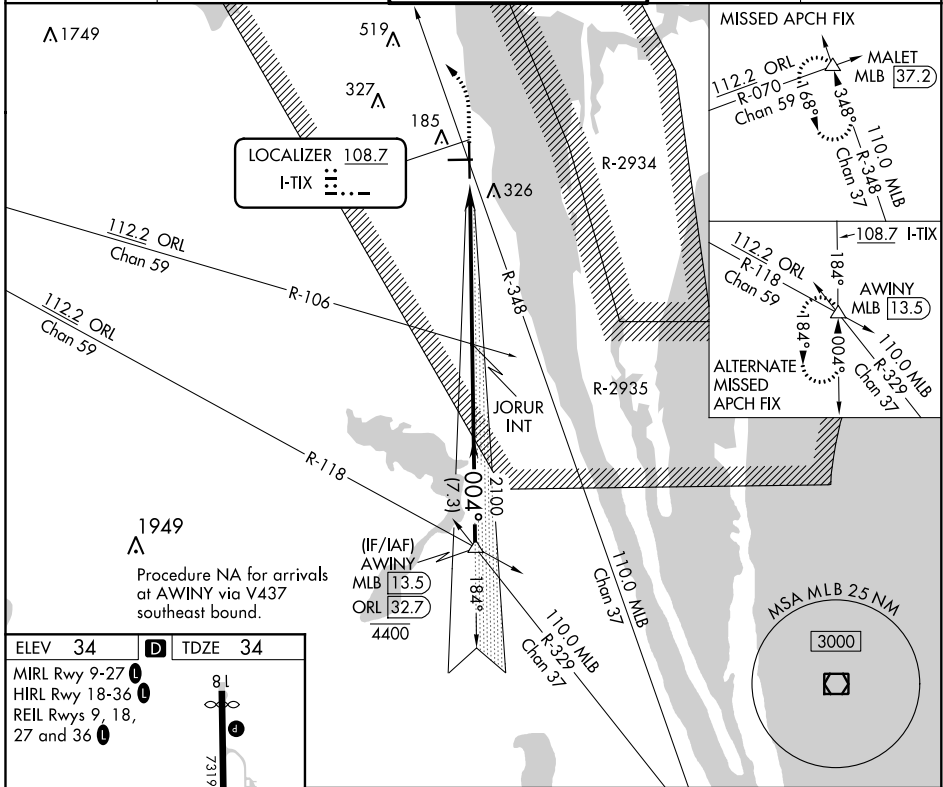 1749
519
327
185
LOCALIZER 108.7
I-TIX
326
R-2934
R-348
112.2 ORL
Chan 59
R-106
112.2 ORL
Chan 59
R-118
JORUR
INT
R-2935
004°
(7.3)
2100
184°
(IF/IAF)
AWINY
MLB 13.5
ORL 32.7
4400
1949
Procedure NA for arrivals
at AWINY via V437
southeast bound.
110.0 MLB
Chan 37
110.0 MLB
R-329
Chan 37
MISSED APCH FIX
MALET
MLB 37.2
112.2 ORL
R-070
Chan 59
168°
348°
110.0 MLB
R-348
Chan 37
108.7 I-TIX
112.2 ORL
R-118
Chan 59
184°
AWINY
MLB 13.5
184°
004°
110.0 MLB
R-329
Chan 37
ALTERNATE
MISSED
APCH FIX
MSA MLB 25 NM
3000
ELEV 34
D
TDZE 34
MIRL Rwy 9-27 L
HIRL Rwy 18-36 L
REIL Rwys 9, 18,
27 and 36 L
18
P
7319